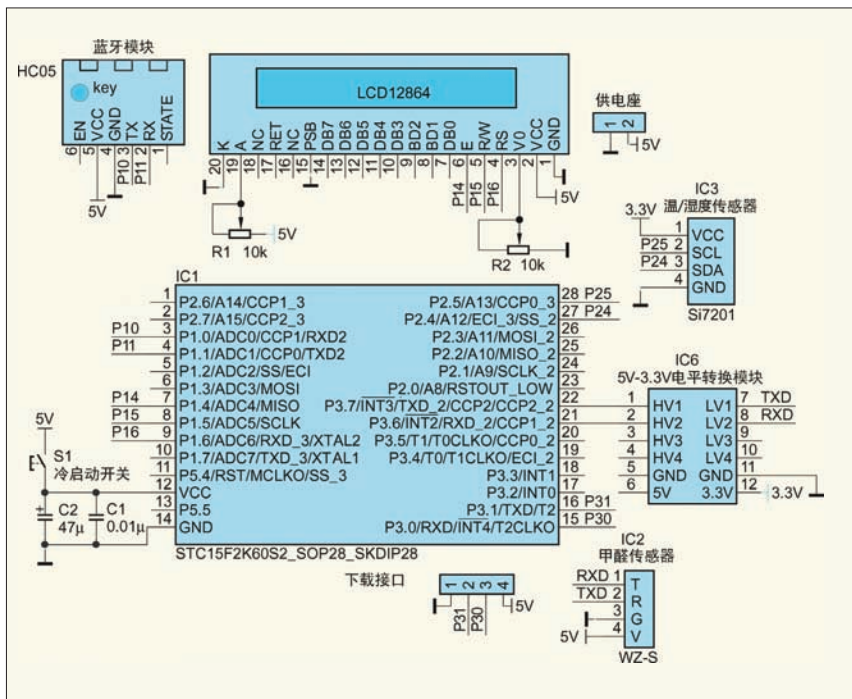 蓝牙模块
HC05
key
EN
VCC
GND
TX
RX
STATE
6
5
4
3
2
1
P10
P11
5V
LCD12864
K
A
NC
RET
NC
PSB
DB7
DB6
DB5
DB4
DB3
BD2
BD1
DB0
E
R/W
RS
V0
VCC
GND
20
19
18
17
16
15
14
13
12
11
10
9
8
7
6
5
4
3
2
1
P14
P15
P16
5V
R1 10k
5V
R2 10k
供电座
1
2
5V
IC3
温/湿度传感器
3.3V
1 VCC
P25 2 SCL
P24 3 SDA
4 GND
Si7201
IC1
1 P2.6/A14/CCP1_3
2 P2.7/A15/CCP2_3
P10 3 P1.0/ADC0/CCP1/RXD2
P11 4 P1.1/ADC1/CCP0/TXD2
5 P1.2/ADC2/SS/ECI
6 P1.3/ADC3/MOSI
P14 7 P1.4/ADC4/MISO
P15 8 P1.5/ADC5/SCLK
P16 9 P1.6/ADC6/RXD_3/XTAL2
10 P1.7/ADC7/TXD_3/XTAL1
11 P5.4/RST/MCLKO/SS_3
12 VCC
13 P5.5
14 GND
P2.5/A13/CCP0_3 28 P25
P2.4/A12/ECI_3/SS_2 27 P24
P2.3/A11/MOSI_2 26
P2.2/A10/MISO_2 25
P2.1/A9/SCLK_2 24
P2.0/A8/RSTOUT_LOW 23
P3.7/INT3/TXD_2/CCP2/CCP2_2 22
P3.6/INT2/RXD_2/CCP1_2 21
P3.5/T1/T0CLKO/CCP0_2 20
P3.4/T0/T1CLKO/ECI_2 19
P3.3/INT1 18
P3.2/INT0 17
P3.1/TXD/T2 16 P31
P3.0/RXD/INT4/T2CLKO 15 P30
STC15F2K60S2_SOP28_SKDIP28
5V
S1
冷启动开关
C2
47μ
C1
0.01μ
IC6
5V-3.3V电平转换模块
1 HV1 LV1 7 TXD
2 HV2 LV2 8 RXD
3 HV3 LV3 9
4 HV4 LV4 10
5 GND GND 11
6 5V 3.3V 12 3.3V
下载接口
1
2
3
4
P31
P30
5V
IC2
甲醛传感器
RXD 1 T
TXD 2 R
3 G
5V 4 V
WZ-S